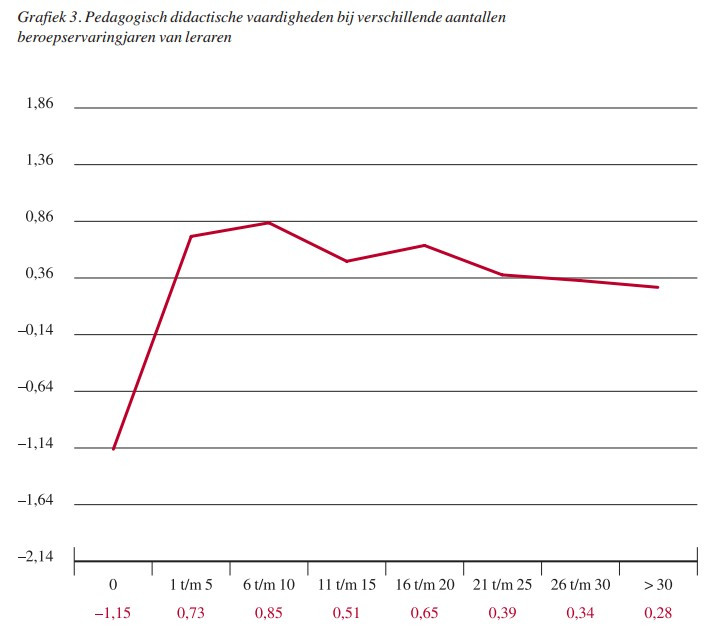 Grafiek 3. Pedagogisch didactische vaardigheden bij verschillende aantallen
beroepservaringjaren van leraren
1,86
1,36
0,86
0,36
–0,14
–0,64
–1,14
–1,64
–2,14
0 1 t/m 5 6 t/m 10 11 t/m 15 16 t/m 20 21 t/m 25 26 t/m 30 > 30
–1,15 0,73 0,85 0,51 0,65 0,39 0,34 0,28